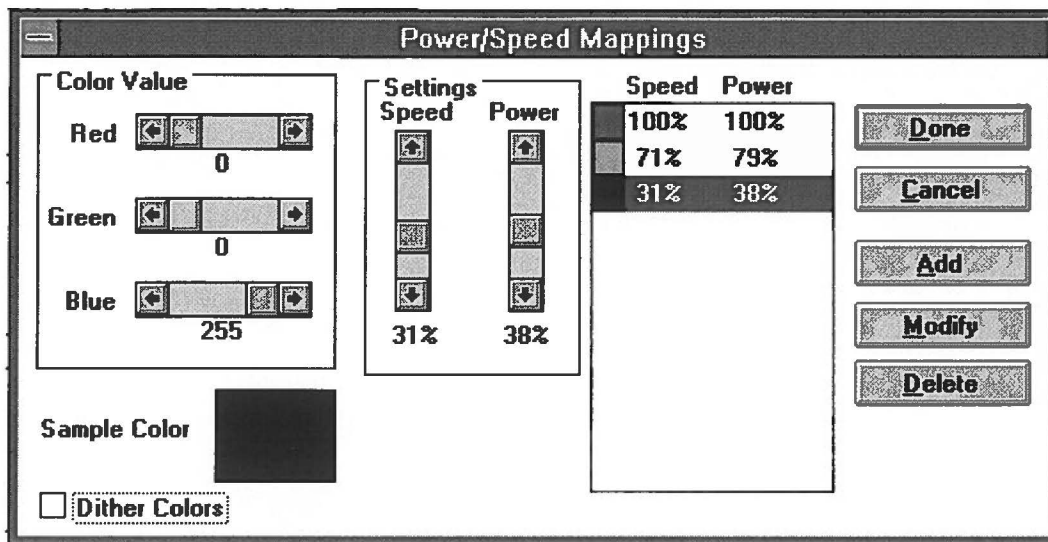 Power/Speed Mappings
Color Value
Red
0
Green
0
Blue
255
Settings
Speed Power
31% 38%
Speed Power
100% 100%
71% 79%
31% 38%
Done
Cancel
Add
Modify
Delete
Sample Color
Dither Colors